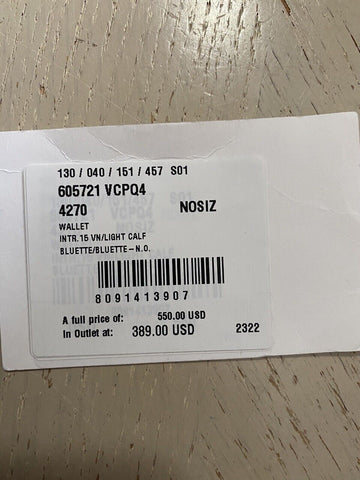 130 / 040 / 151 / 457 S01
605721 VCPQ4
4270 NOSIZ
WALLET
INTR.15 VN/LIGHT CALF
BLUETTE/BLUETTE-N.O.
8091413907
A full price of: 550.00 USD
In Outlet at: 389.00 USD 2322